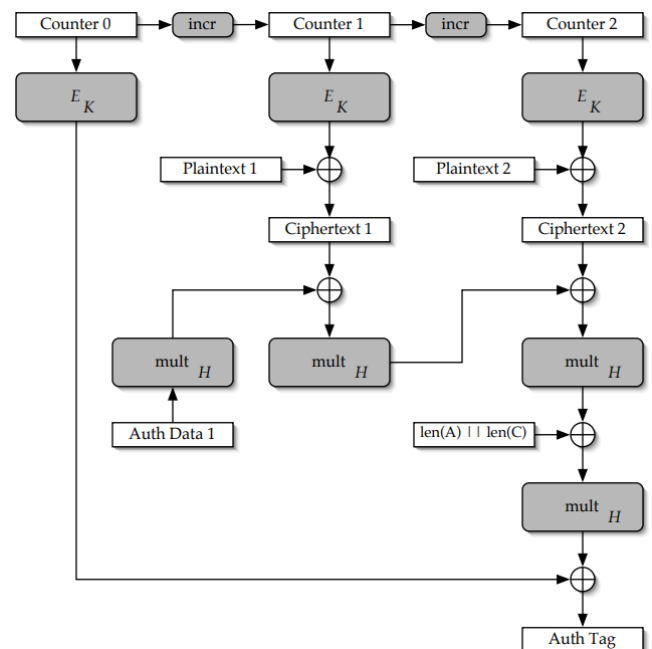 Counter 0
incr
Counter 1
incr
Counter 2
E K
E K
E K
Plaintext 1
Plaintext 2
Ciphertext 1
Ciphertext 2
mult H
mult H
mult H
Auth Data 1
len(A) || len(C)
mult H
Auth Tag